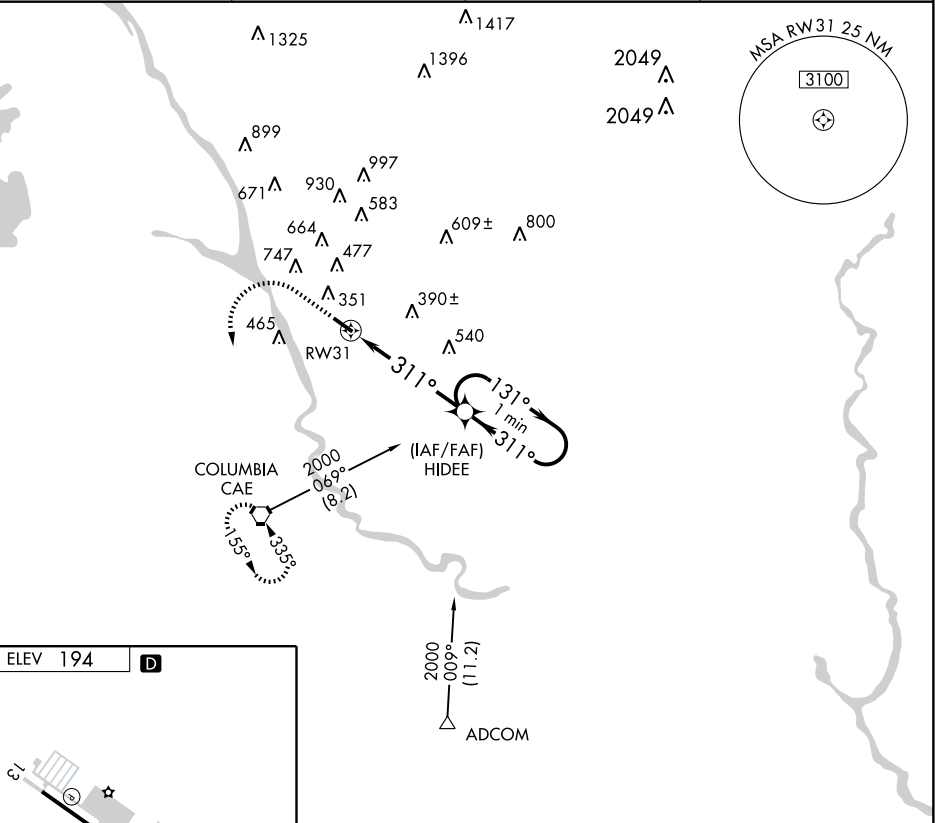 1417
1325
1396
2049
2049
MSA RW31 25 NM
3100
899
997
671
930
583
664
609±
800
747
477
351
390±
465
540
RW31
311°
131°
1 min
311°
(IAF/FAF)
HIDEE
COLUMBIA
CAE
2000
069°
(8.2)
155°
335°
2000
009°
(11.2)
ADCOM
ELEV 194
D
13
P